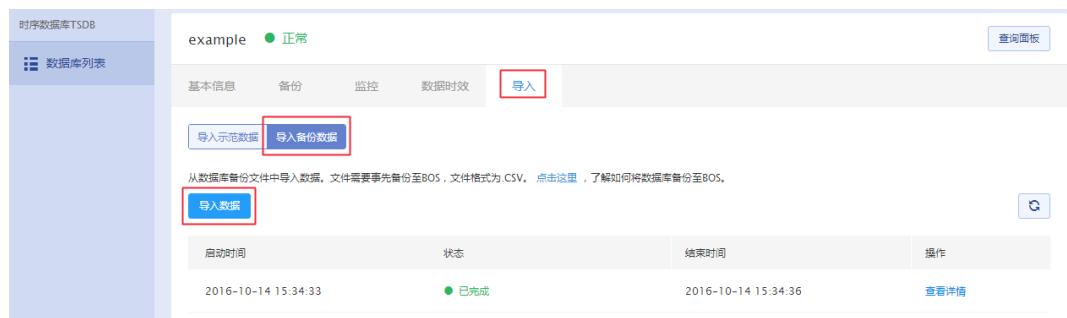 时序数据库TSDB
数据库列表
example 正常
查询面板
基本信息 备份 监控 数据时效 导入
导入示范数据 导入备份数据
从数据库备份文件中导入数据。文件需要事先备份至BOS，文件格式为.CSV。 点击这里 ，了解如何将数据库备份至BOS。
导入数据
启动时间 状态 结束时间 操作
2016-10-14 15:34:33 已完成 2016-10-14 15:34:36 查看详情